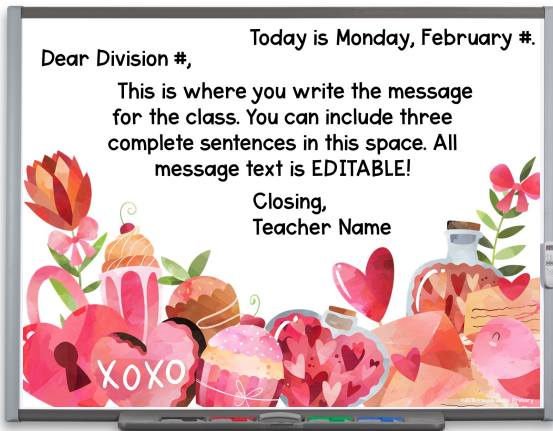 Today is Monday, February #.
Dear Division #,
This is where you write the message
for the class. You can include three
complete sentences in this space. All
message text is EDITABLE!
Closing,
Teacher Name
XOXO